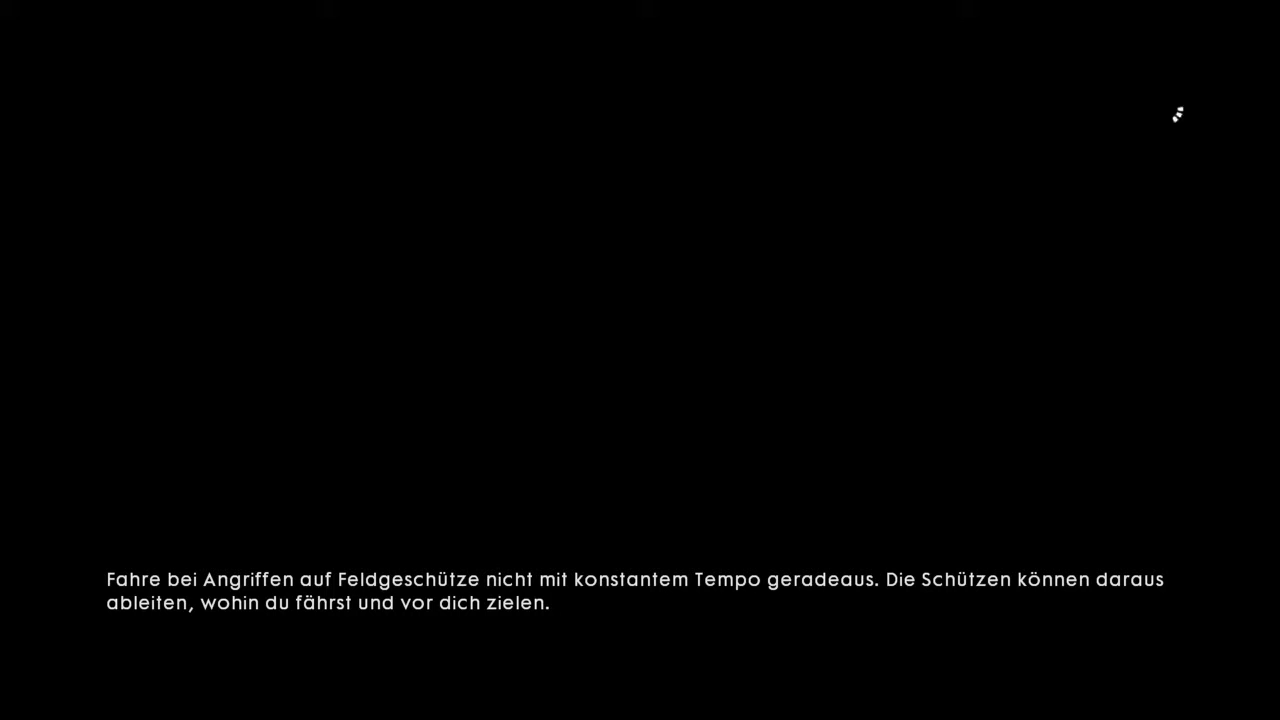 Fahre bei Angriffen auf Feldgeschütze nicht mit konstantem Tempo geradeaus. Die Schützen können daraus
ableiten, wohin du fährst und vor dich zielen.